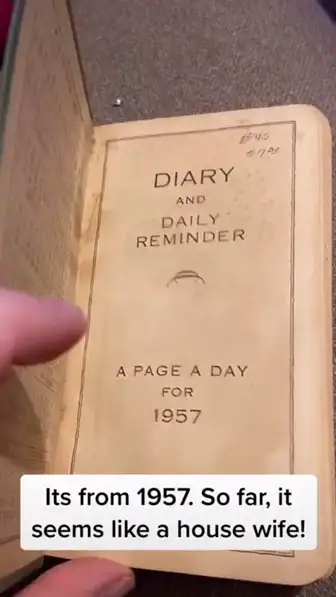 DIARY
AND
DAILY
REMINDER
A PAGE A DAY
FOR
1957
Its from 1957. So far, it
seems like a house wife!